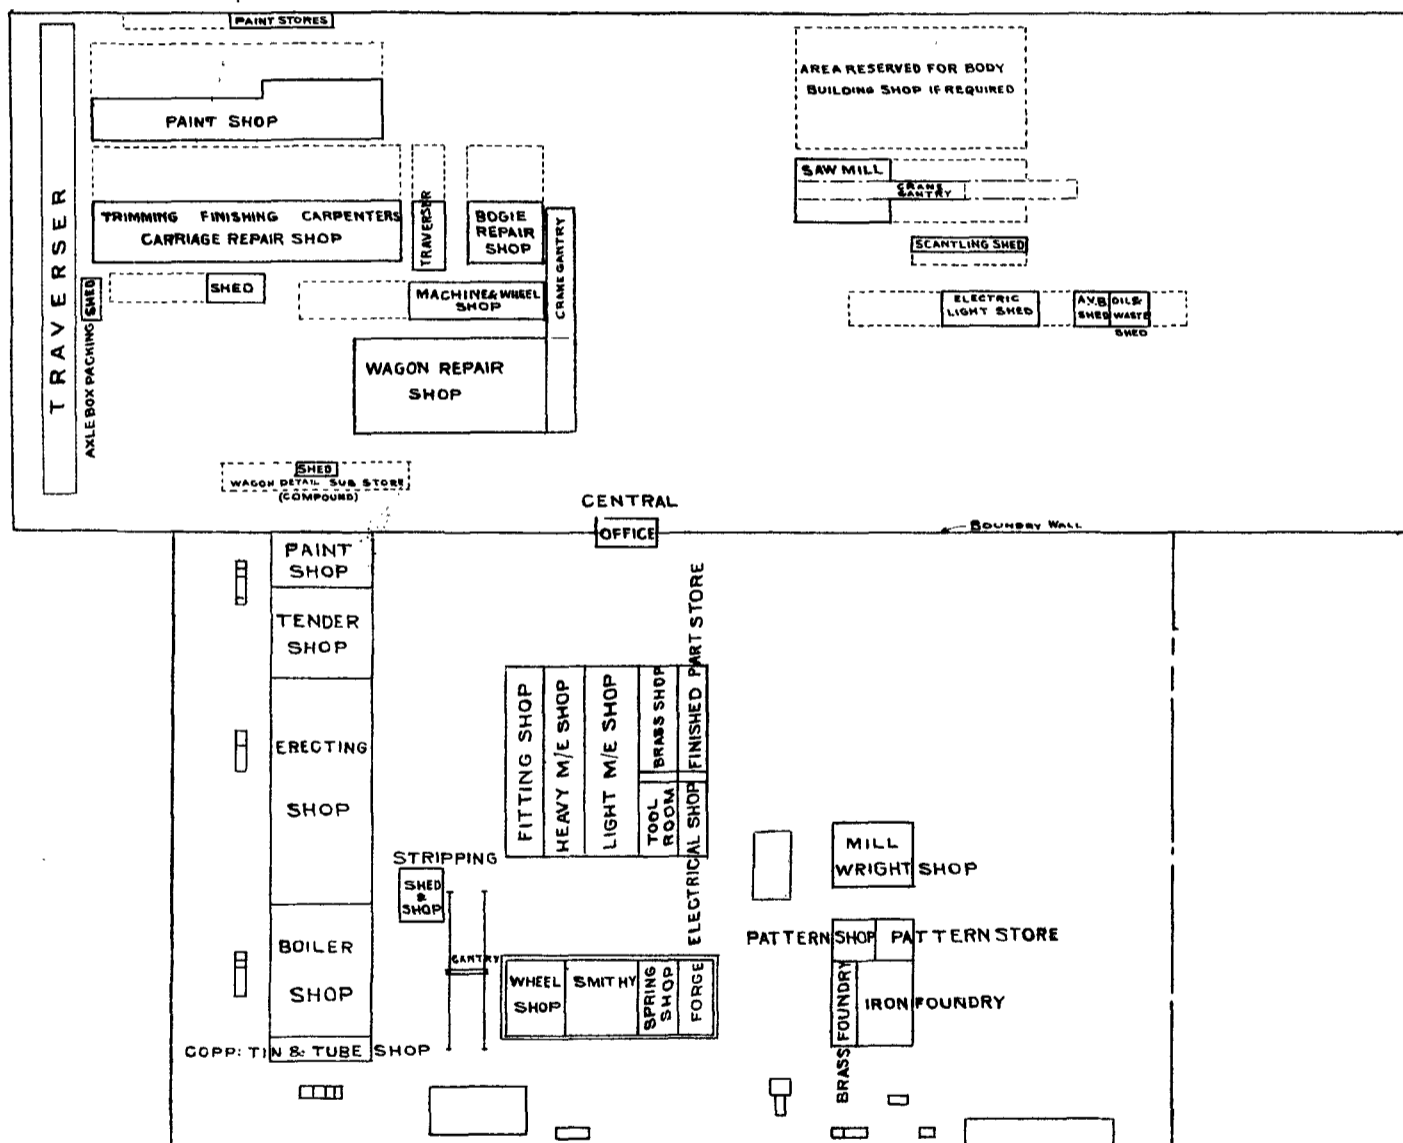 PAINT STORES
PAINT SHOP
TRAVERSER
TRIMMING FINISHING CARPENTERS
CARRIAGE REPAIR SHOP
TRAVERSER
BOGIE
REPAIR
SHOP
CRANE GANTRY
AXLE BOX PACKING SHED
SHED
MACHINE & WHEEL
SHOP
WAGON REPAIR
SHOP
SHED
WAGON DETAIL SUB STORE
(COMPOUND)
AREA RESERVED FOR BODY
BUILDING SHOP IF REQUIRED
SAW MILL
CRANE
GANTRY
SCANTLING SHED
ELECTRIC
LIGHT SHED
A.V.B
SHED
OIL &
WASTE
SHED
CENTRAL
OFFICE
BOUNDRY WALL
PAINT
SHOP
TENDER
SHOP
ERECTING
SHOP
BOILER
SHOP
COPP: TIN & TUBE SHOP
STRIPPING
SHED
&
SHOP
GANTRY
FITTING SHOP
HEAVY M/E SHOP
LIGHT M/E SHOP
BRASS SHOP
TOOL
ROOM
FINISHED PART STORE
ELECTRICAL SHOP
WHEEL
SHOP
SMITHY
SPRING
SHOP
FORGE
MILL
WRIGHT SHOP
PATTERN SHOP
PATTERN STORE
BRASS FOUNDRY
IRON FOUNDRY